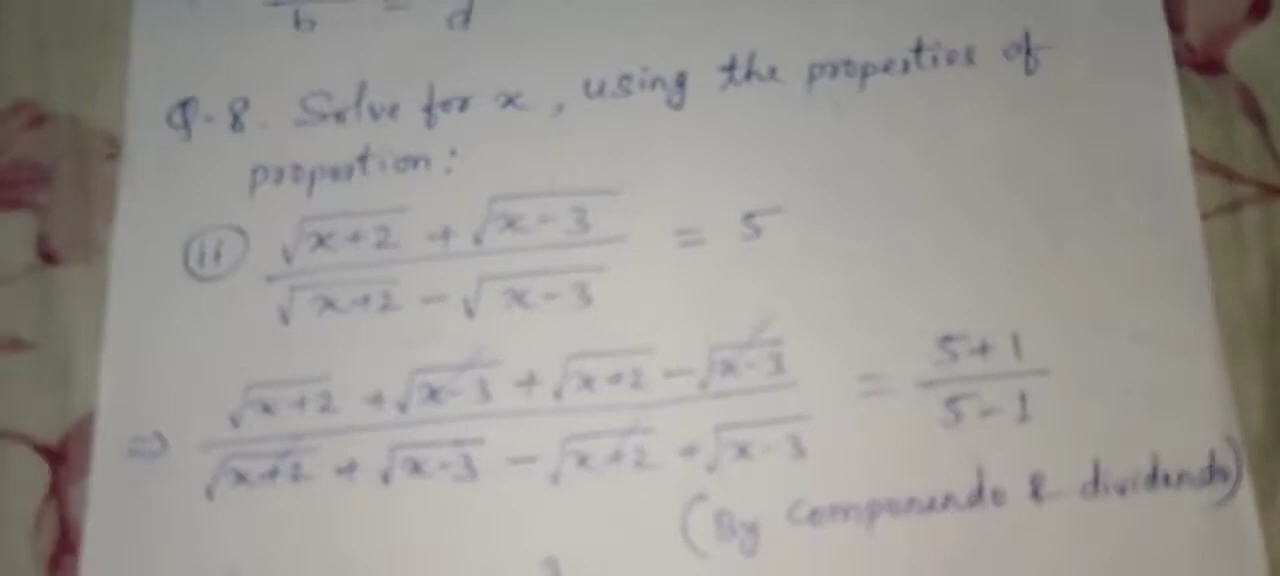 b = d
Q.8. Solve for x, using the properties of
proportion:
(ii) (√(x+2) + √(x-3)) / (√(x+2) - √(x-3)) = 5
⇒ (√(x+2) + √(x-3) + √(x+2) - √(x-3)) / (√(x+2) + √(x-3) - √(x+2) + √(x-3)) = (5+1) / (5-1)
(By componendo & dividendo)